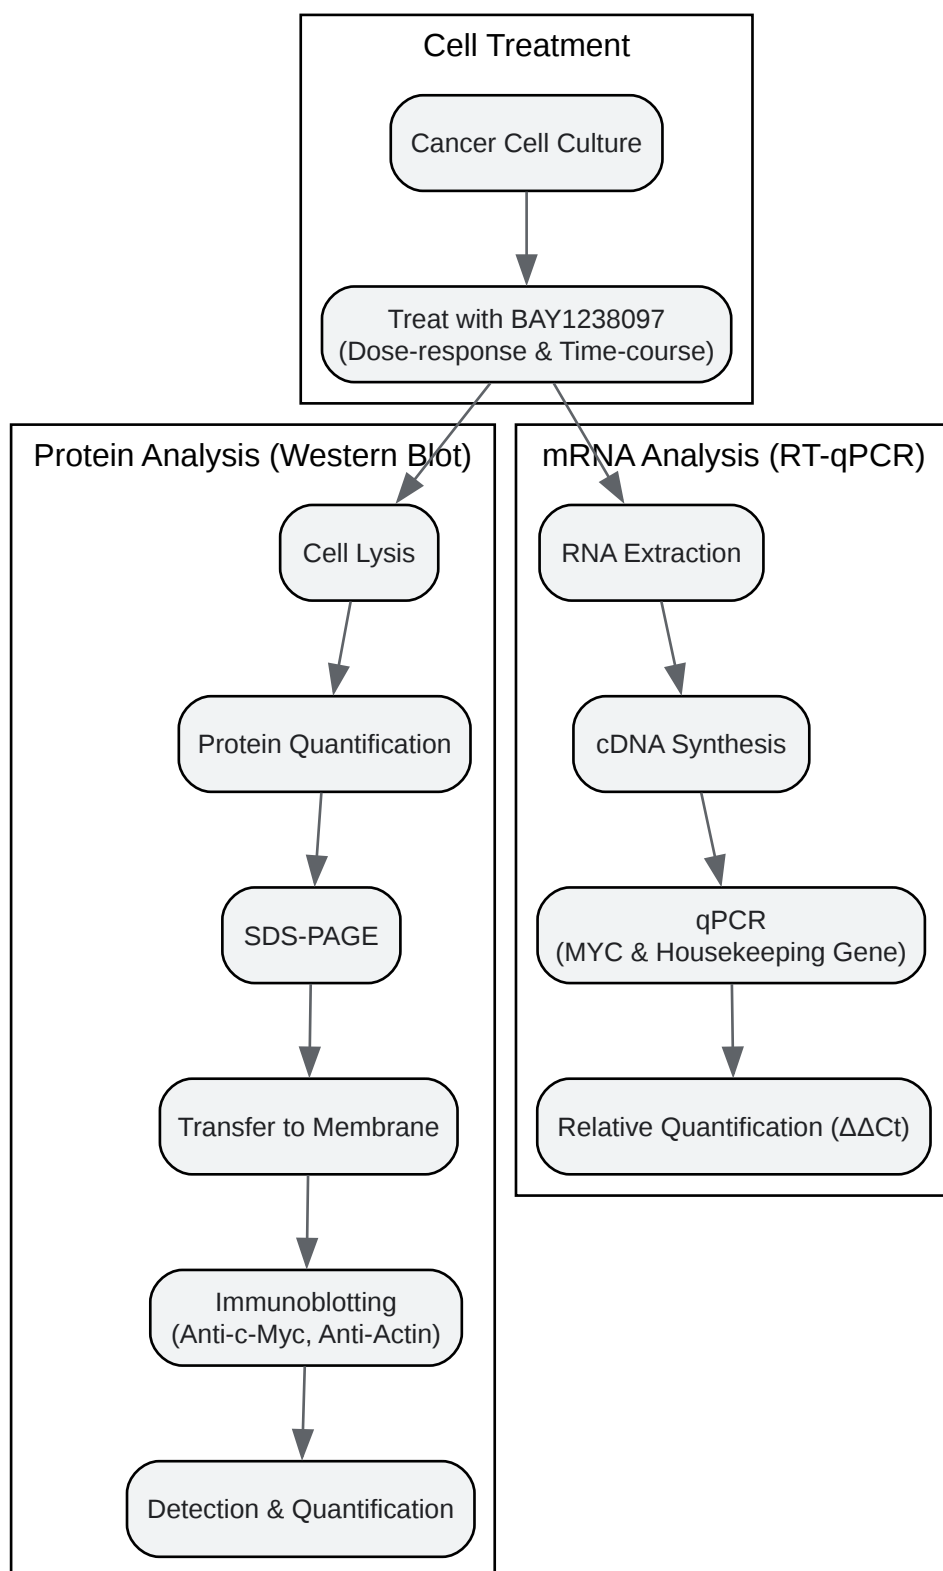 Cell Treatment
Cancer Cell Culture
Treat with BAY1238097
(Dose-response & Time-course)
Protein Analysis (Western Blot)
Cell Lysis
Protein Quantification
SDS-PAGE
Transfer to Membrane
Immunoblotting
(Anti-c-Myc, Anti-Actin)
Detection & Quantification
mRNA Analysis (RT-qPCR)
RNA Extraction
cDNA Synthesis
qPCR
(MYC & Housekeeping Gene)
Relative Quantification (ΔΔCt)